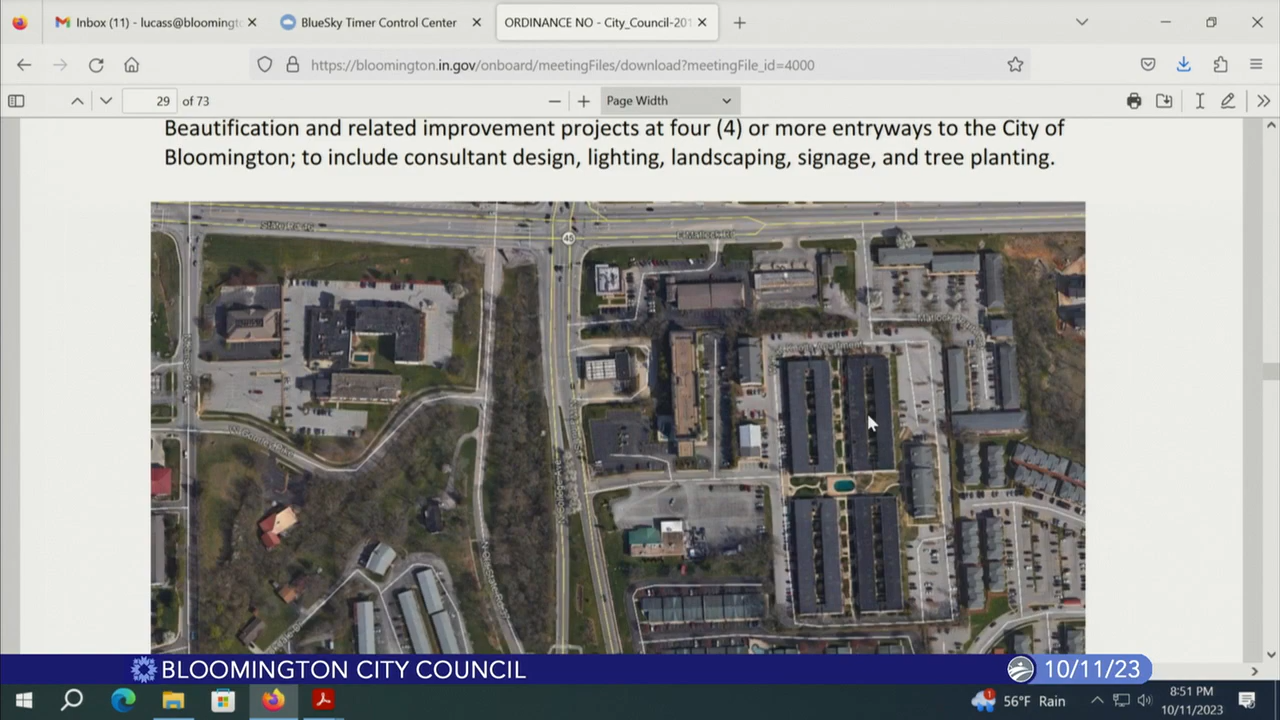 Inbox (11) - lucass@bloomingt
BlueSky Timer Control Center
ORDINANCE NO - City_Council-201
https://bloomington.in.gov/onboard/meetingFiles/download?meetingFile_id=4000
29 of 73
Page Width
Beautification and related improvement projects at four (4) or more entryways to the City of
Bloomington; to include consultant design, lighting, landscaping, signage, and tree planting.
45
BLOOMINGTON CITY COUNCIL
10/11/23
1
56°F Rain
8:51 PM
10/11/2023